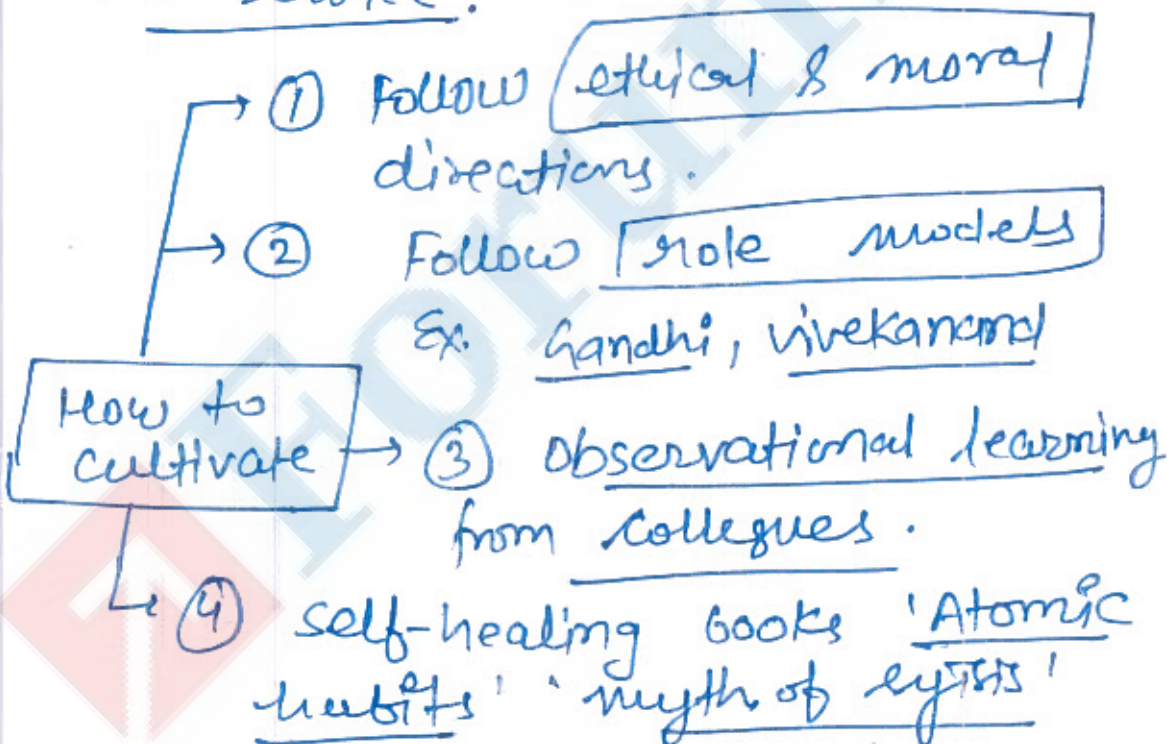 ① Follow ethical & moral
directions.
② Follow role models
Ex. Gandhi, Vivekanand
How to
cultivate
③ Observational learning
from collegues.
④ self-healing books 'Atomic
habits' 'myth of
Forum